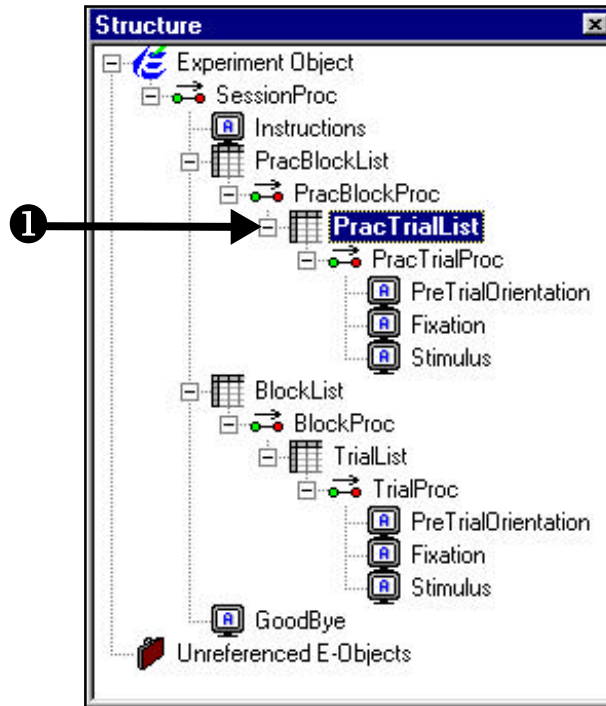 Structure
Experiment Object
SessionProc
A Instructions
PracBlockList
PracBlockProc
1 PracTrialList
PracTrialProc
A PreTrialOrientation
A Fixation
A Stimulus
BlockList
BlockProc
TrialList
TrialProc
A PreTrialOrientation
A Fixation
A Stimulus
A GoodBye
Unreferenced E-Objects